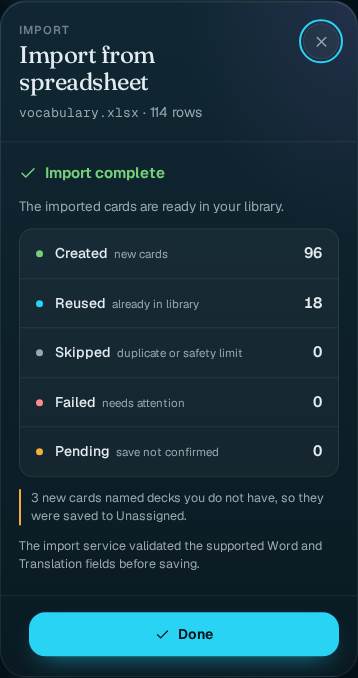 IMPORT
Import from
spreadsheet
vocabulary.xlsx · 114 rows
Import complete
The imported cards are ready in your library.
Created new cards 96
Reused already in library 18
Skipped duplicate or safety limit 0
Failed needs attention 0
Pending save not confirmed 0
3 new cards named decks you do not have, so they
were saved to Unassigned.
The import service validated the supported Word and
Translation fields before saving.
Done